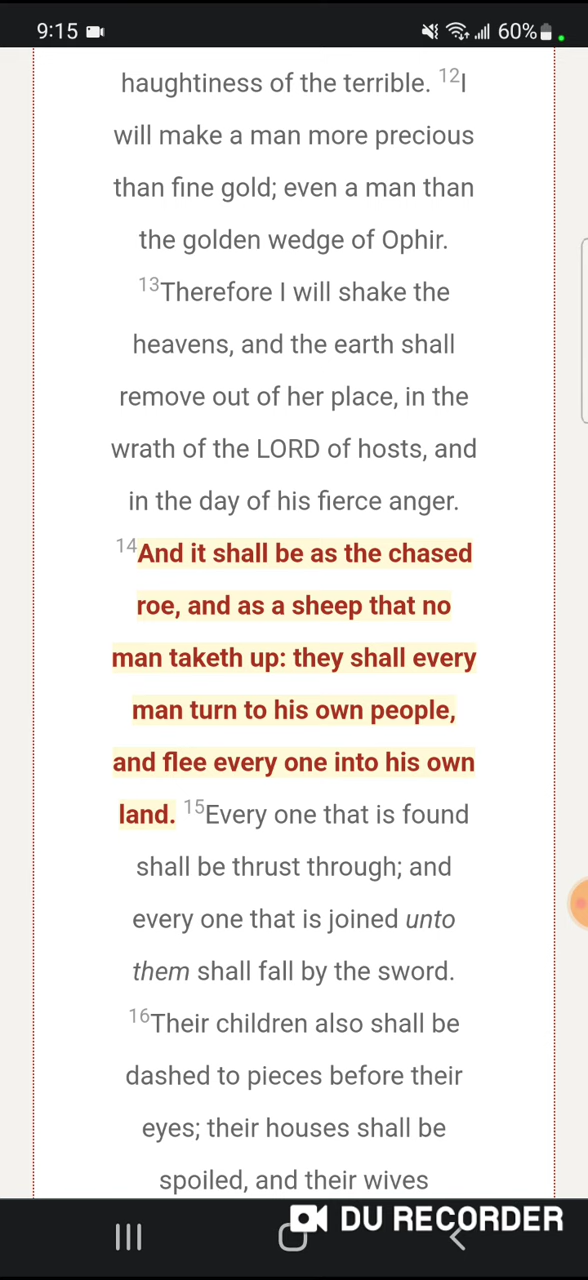 9:15 60%
haughtiness of the terrible. 12I
will make a man more precious
than fine gold; even a man than
the golden wedge of Ophir.
13Therefore I will shake the
heavens, and the earth shall
remove out of her place, in the
wrath of the LORD of hosts, and
in the day of his fierce anger.
14And it shall be as the chased
roe, and as a sheep that no
man taketh up: they shall every
man turn to his own people,
and flee every one into his own
land. 15Every one that is found
shall be thrust through; and
every one that is joined unto
them shall fall by the sword.
16Their children also shall be
dashed to pieces before their
eyes; their houses shall be
spoiled, and their wives
DU RECORDER